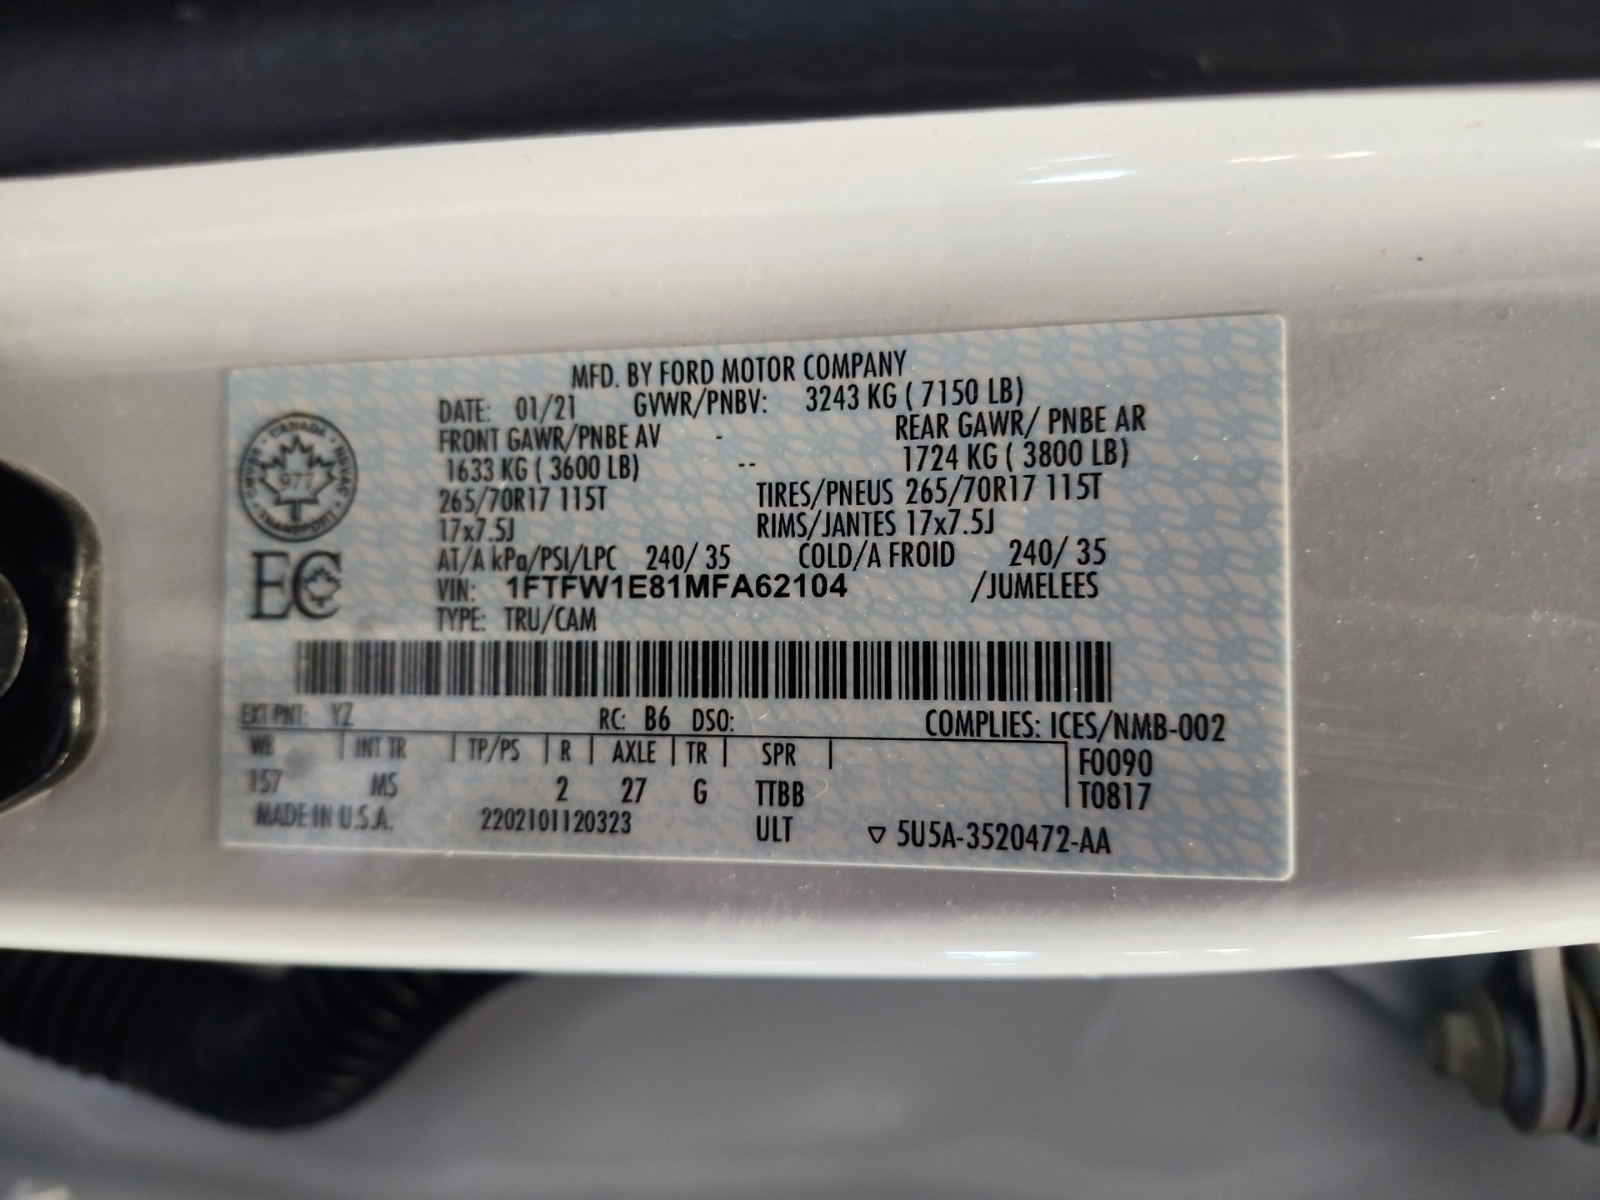 MFD. BY FORD MOTOR COMPANY
DATE: 01/21 GVWR/PNBV: 3243 KG ( 7150 LB)
FRONT GAWR/PNBE AV - REAR GAWR/ PNBE AR
1633 KG ( 3600 LB) -- 1724 KG ( 3800 LB)
265/70R17 115T TIRES/PNEUS 265/70R17 115T
17x7.5J RIMS/JANTES 17x7.5J
AT/A kPa/PSI/LPC 240/ 35 COLD/A FROID 240/ 35
VIN: 1FTFW1E81MFA62104 /JUMELEES
TYPE: TRU/CAM
CANADA
977
TRANSPORT
EC
EXT PNT: YZ RC: B6 DSO: COMPLIES: ICES/NMB-002
WB | INT TR | TP/PS | R | AXLE | TR | SPR | F0090
157 MS 2 27 G TTBB T0817
MADE IN U.S.A. 2202101120323 ULT ▽ 5U5A-3520472-AA